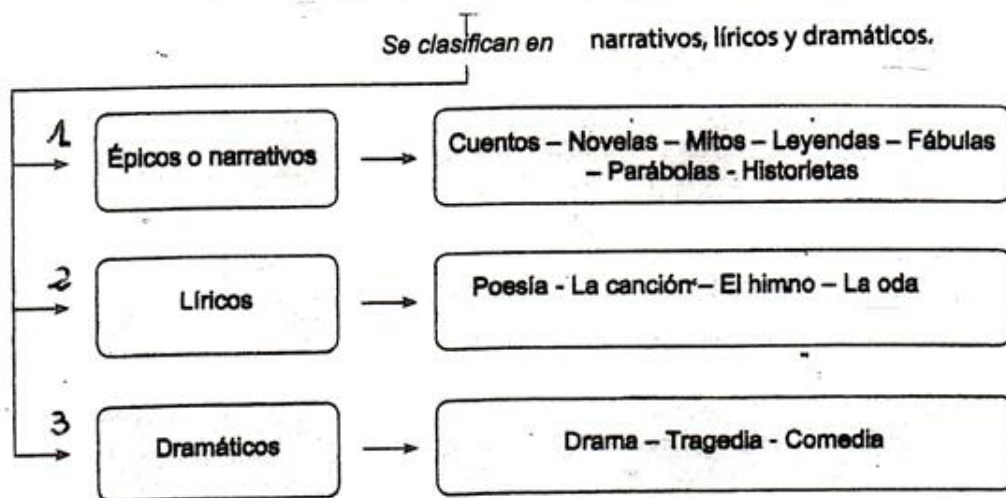 Se clasifican en narrativos, líricos y dramáticos.
1
Épicos o narrativos
Cuentos – Novelas – Mitos – Leyendas – Fábulas
– Parábolas - Historietas
2
Líricos
Poesía - La canción – El himno – La oda
3
Dramáticos
Drama – Tragedia - Comedia